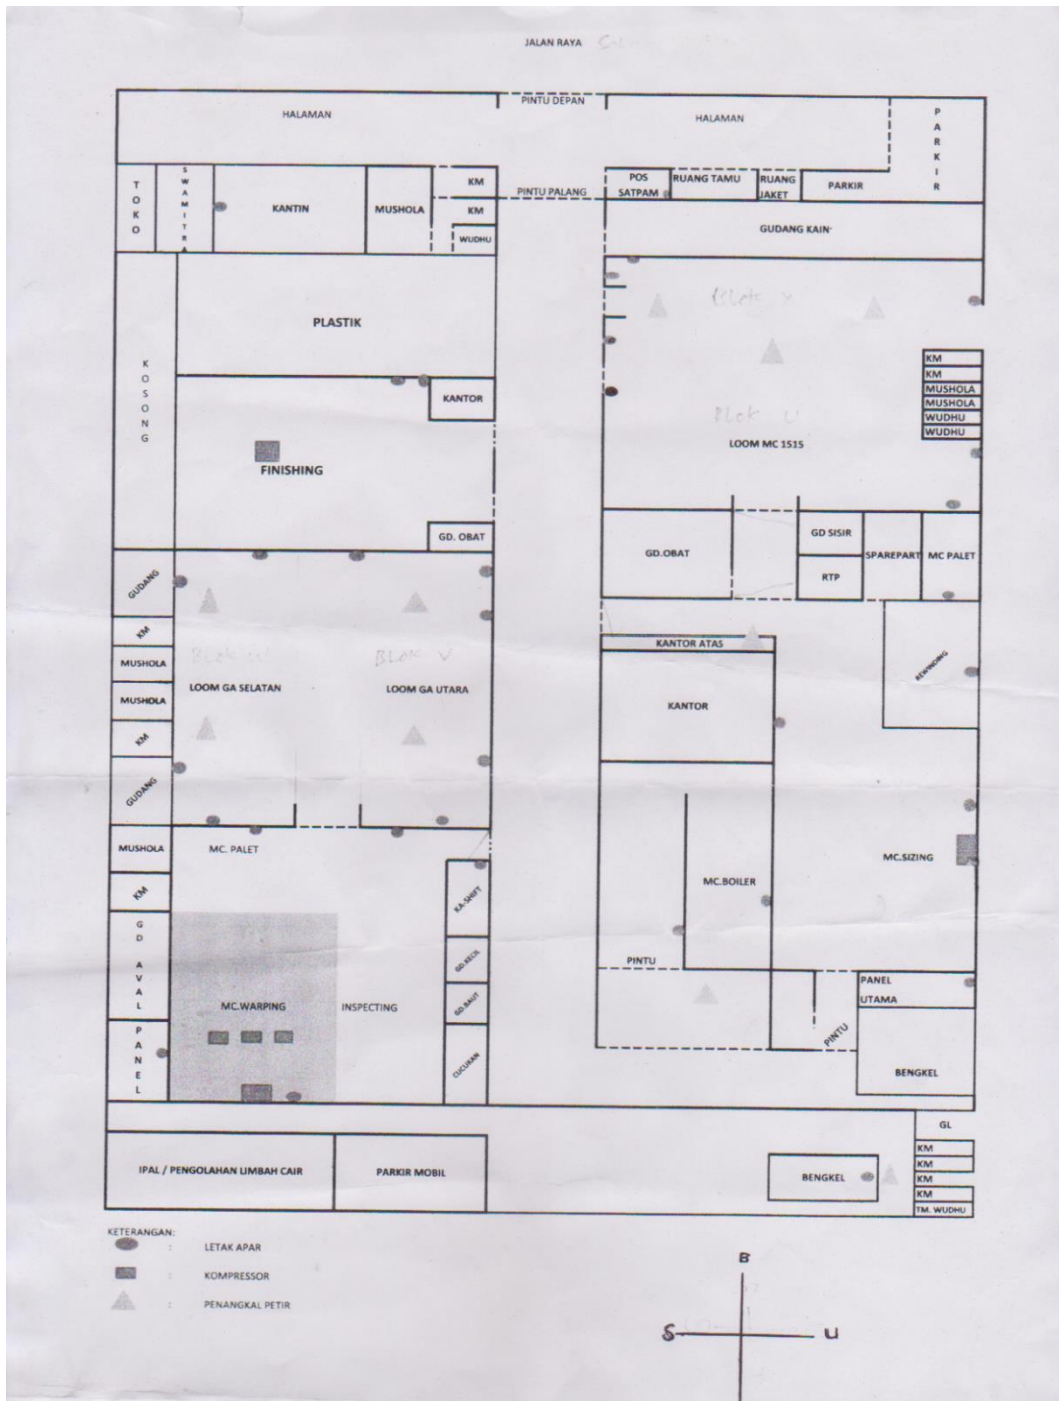 JALAN RAYA
PINTU DEPAN
HALAMAN
HALAMAN
PARKIR
TOKO
SWAMITRA
KANTIN
MUSHOLA
KM
KM
WUDHU
PINTU PALANG
POS SATPAM
RUANG TAMU
RUANG JAKET
PARKIR
GUDANG KAIN
KOSONG
PLASTIK
Blok X
KANTOR
FINISHING
GD. OBAT
Blok U
LOOM MC 1515
KM
KM
MUSHOLA
MUSHOLA
WUDHU
WUDHU
GD.OBAT
GD SISIR
RTP
SPAREPART
MC PALET
GUDANG
KM
MUSHOLA
MUSHOLA
KM
GUDANG
Blok W
BLOK V
LOOM GA SELATAN
LOOM GA UTARA
KANTOR ATAS
KANTOR
REWINDING
MUSHOLA
KM
MC. PALET
KA-SHIFT
GD.KECIL
GD.BAUT
CUCUKAN
MC.BOILER
MC.SIZING
GD AVAL
PANEL
MC.WARPING
INSPECTING
PINTU
PANEL UTAMA
PINTU
BENGKEL
GL
KM
KM
KM
KM
TM. WUDHU
IPAL / PENGOLAHAN LIMBAH CAIR
PARKIR MOBIL
BENGKEL
KETERANGAN:
: LETAK APAR
: KOMPRESSOR
: PENANGKAL PETIR
B
S
U